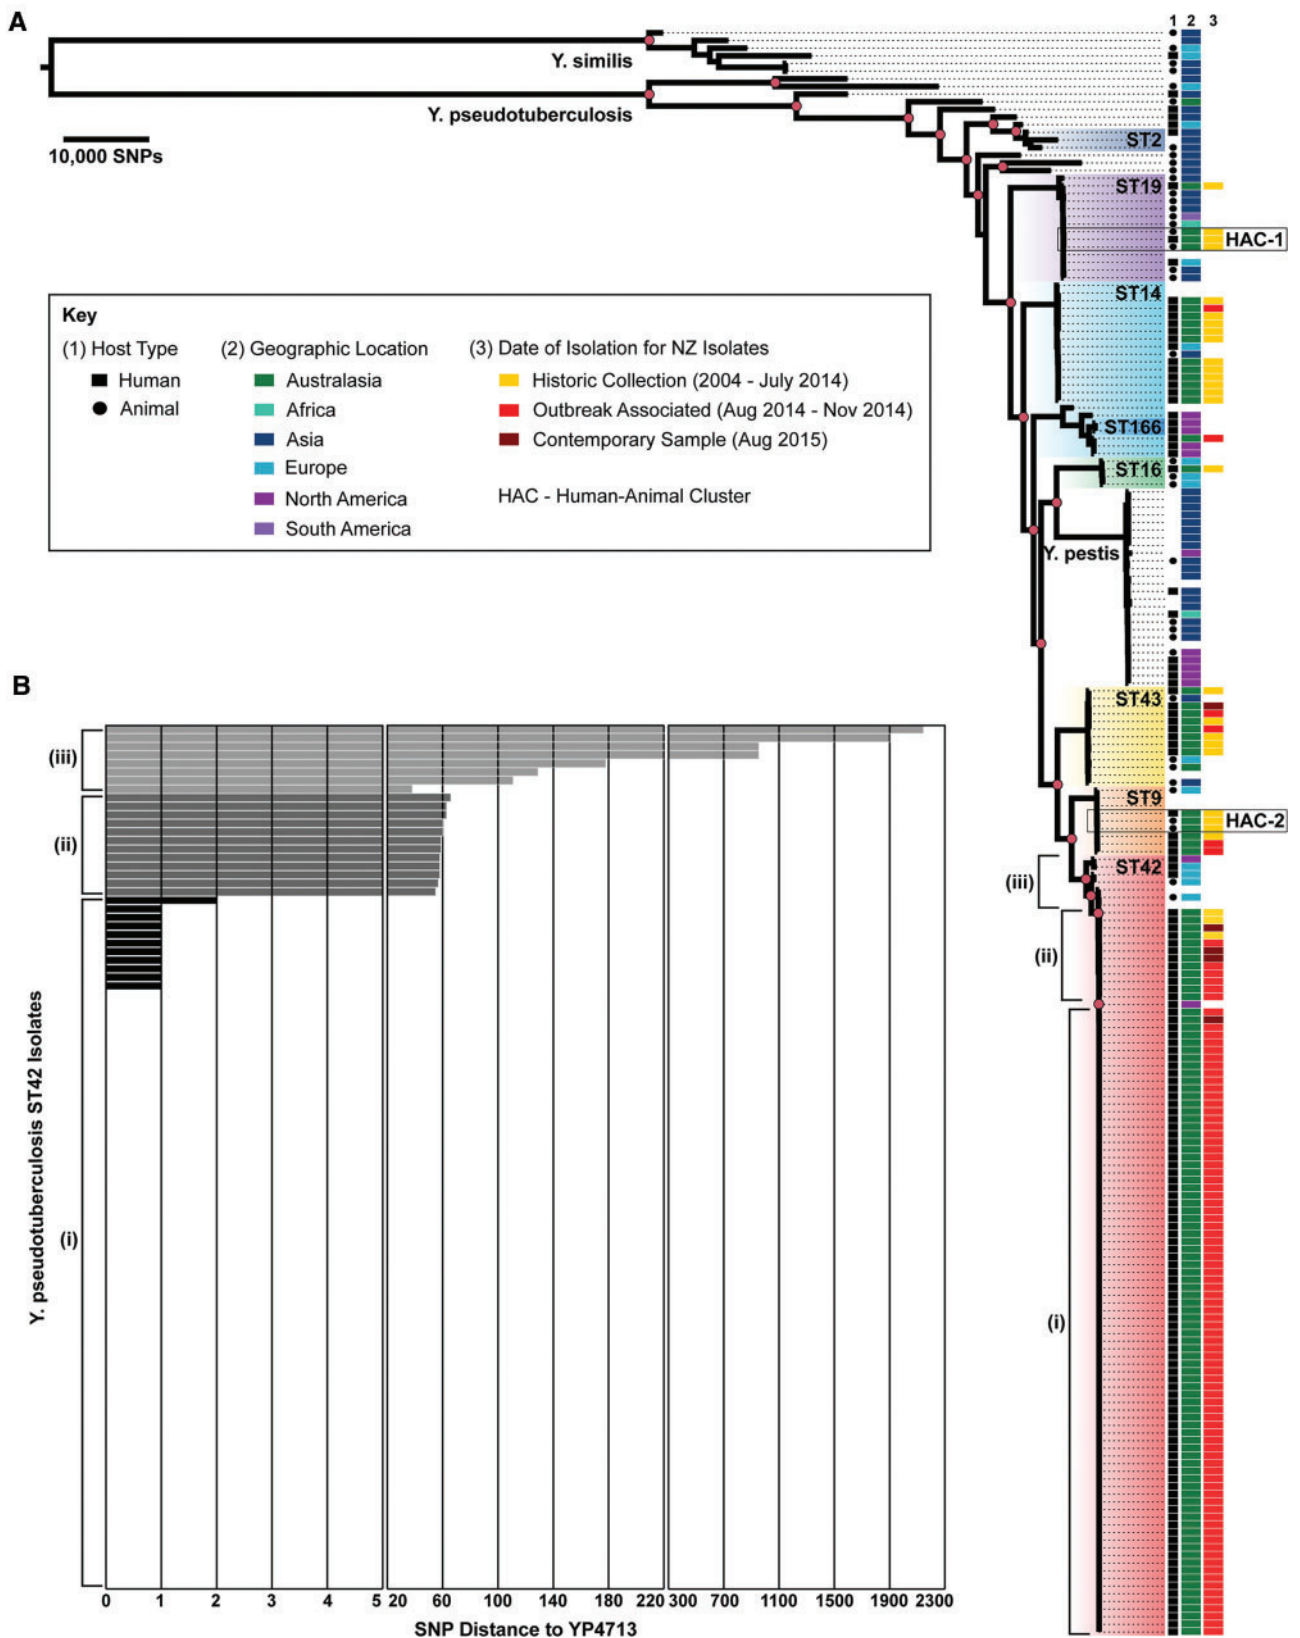 A
1 2 3
Y. similis
Y. pseudotuberculosis
10,000 SNPs
ST2
ST19
HAC-1
ST14
Key
(1) Host Type
Human
Animal
(2) Geographic Location
Australasia
Africa
Asia
Europe
North America
South America
(3) Date of Isolation for NZ Isolates
Historic Collection (2004 - July 2014)
Outbreak Associated (Aug 2014 - Nov 2014)
Contemporary Sample (Aug 2015)
HAC - Human-Animal Cluster
ST166
ST16
Y. pestis
ST43
ST9
HAC-2
ST42
(iii)
(ii)
(i)
B
(iii)
(ii)
(i)
Y. pseudotuberculosis ST42 Isolates
0 1 2 3 4 5 20 60 100 140 180 220 300 700 1100 1500 1900 2300
SNP Distance to YP4713